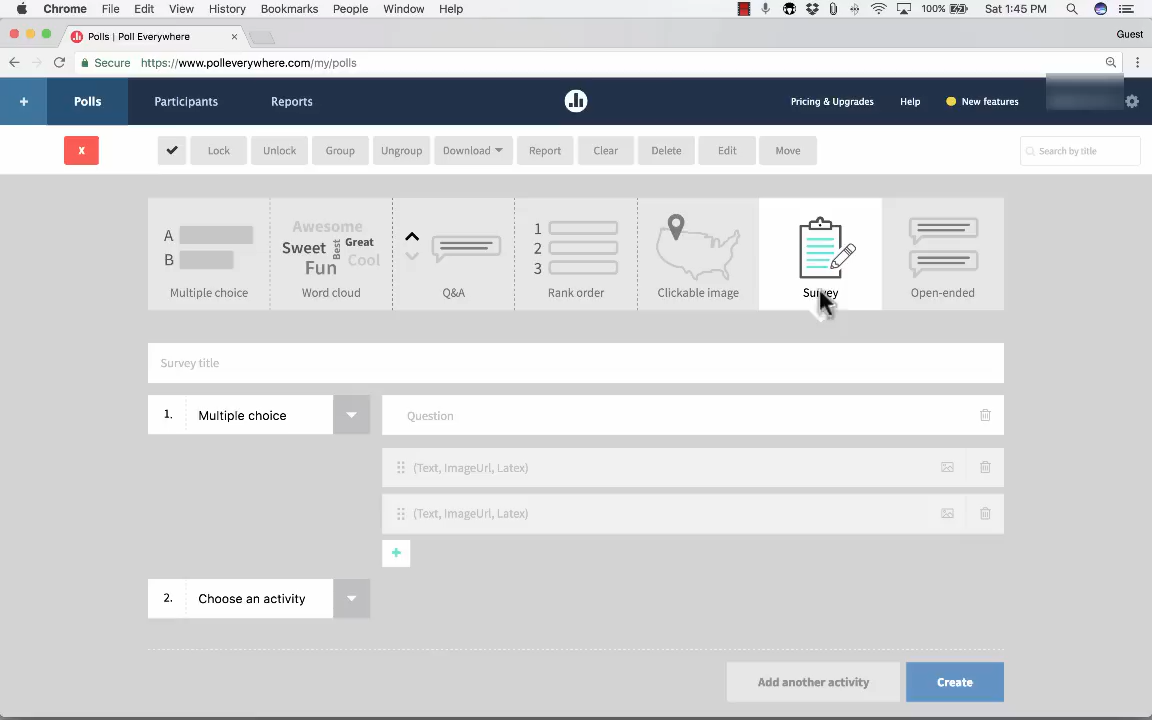 Chrome File Edit View History Bookmarks People Window Help 100% Sat 1:45 PM
Polls | Poll Everywhere × Guest
Secure https://www.polleverywhere.com/my/polls
+ Polls Participants Reports Pricing & Upgrades Help New features
x Lock Unlock Group Ungroup Download Report Clear Delete Edit Move Search by title
A
B
Multiple choice
Awesome
Sweet Best Great
Fun Cool
Word cloud
Q&A
1
2
3
Rank order
Clickable image
Survey
Open-ended
Survey title
1. Multiple choice Question
(Text, ImageUrl, Latex)
(Text, ImageUrl, Latex)
+
2. Choose an activity
Add another activity Create